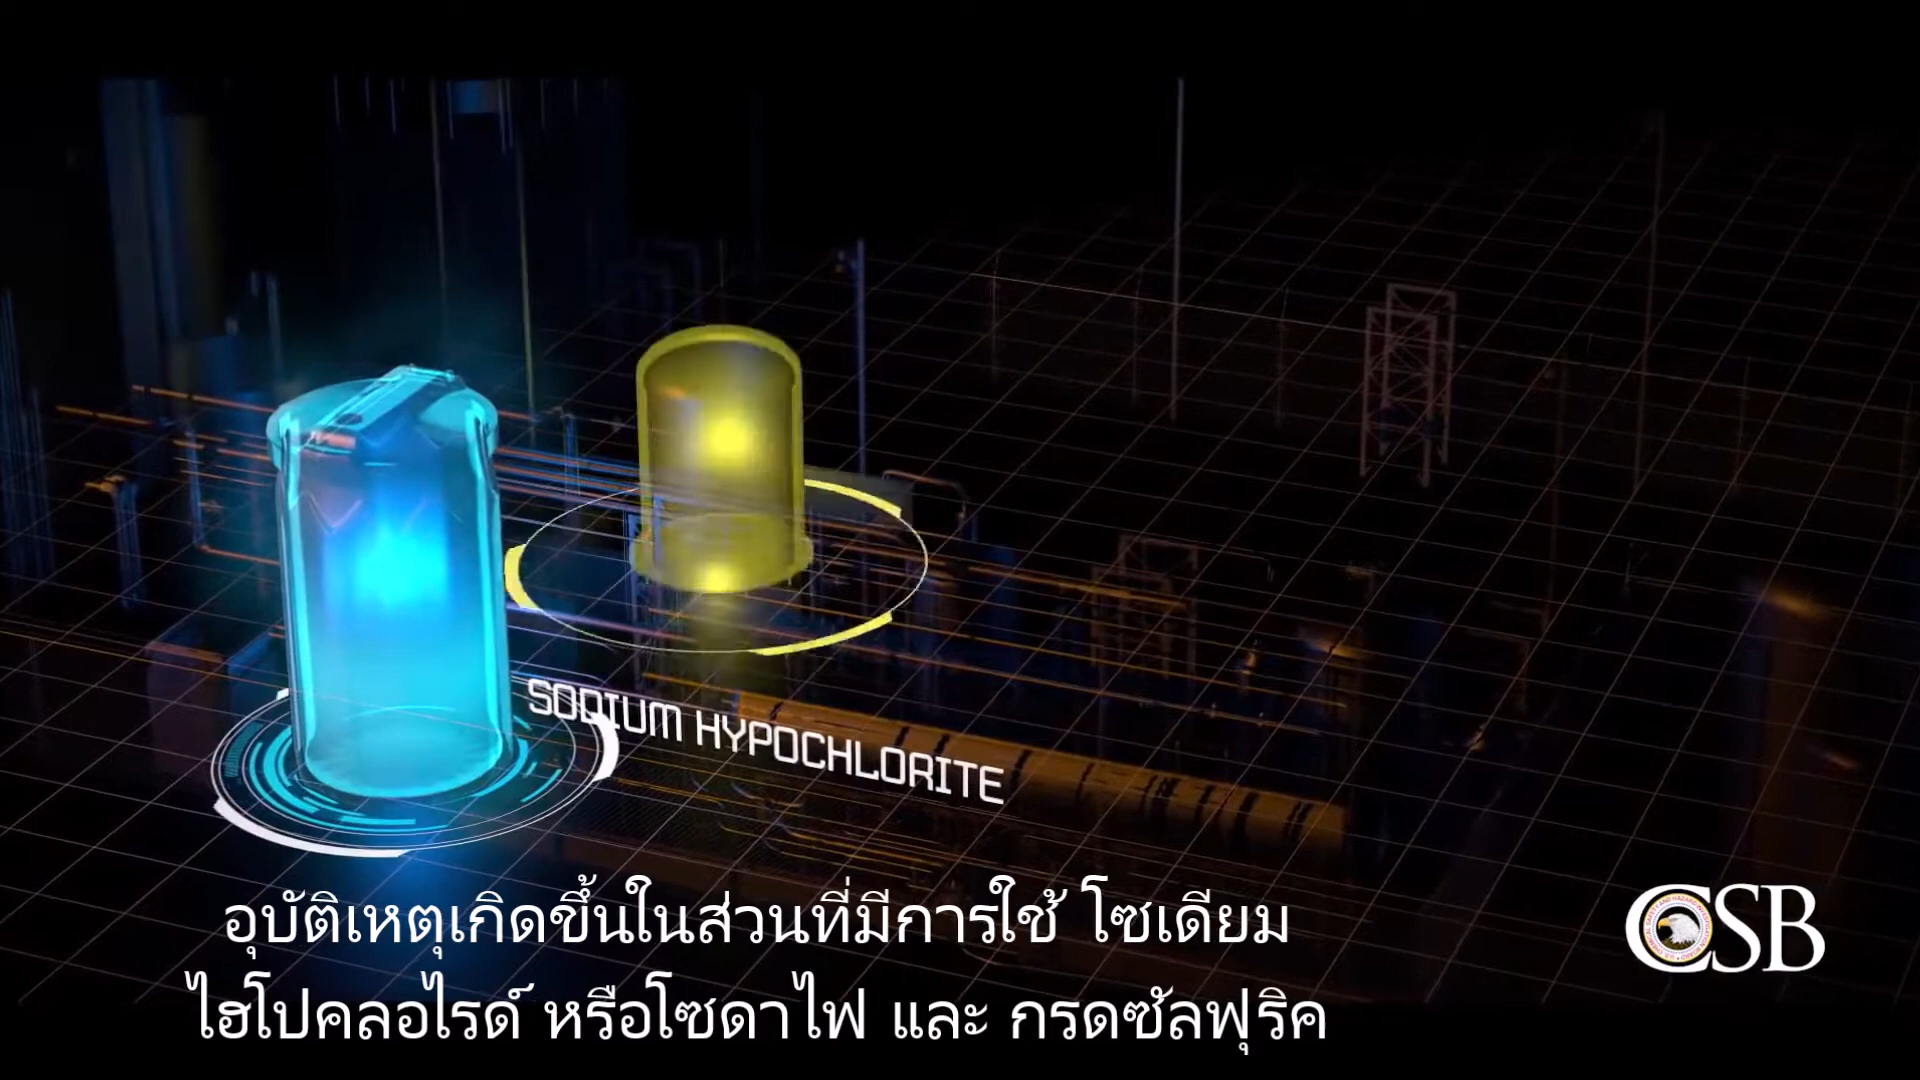 SODIUM HYPOCHLORITE
อุบัติเหตุเกิดขึ้นในส่วนที่มีการใช้ โซเดียม
ไฮโปคลอไรด์ หรือโซดาไฟ และ กรดซัลฟุริค
CSB